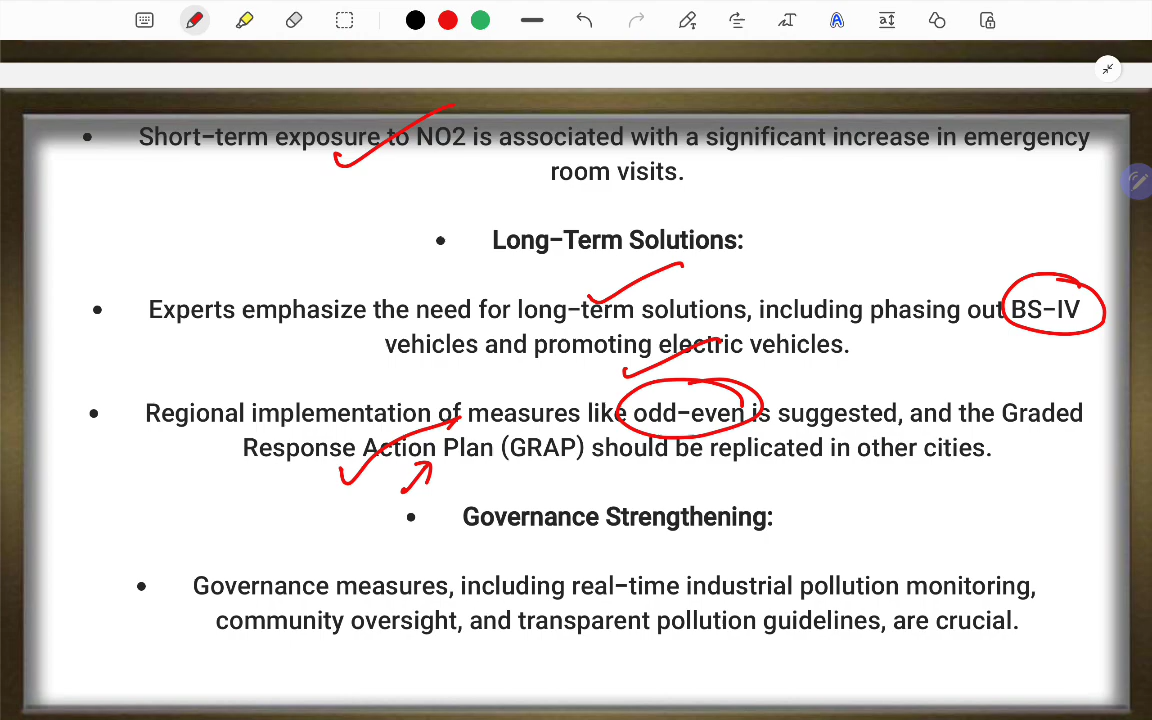 • Short-term exposure to NO2 is associated with a significant increase in emergency
room visits.
• Long-Term Solutions:
• Experts emphasize the need for long-term solutions, including phasing out BS-IV
vehicles and promoting electric vehicles.
• Regional implementation of measures like odd-even is suggested, and the Graded
Response Action Plan (GRAP) should be replicated in other cities.
• Governance Strengthening:
• Governance measures, including real-time industrial pollution monitoring,
community oversight, and transparent pollution guidelines, are crucial.